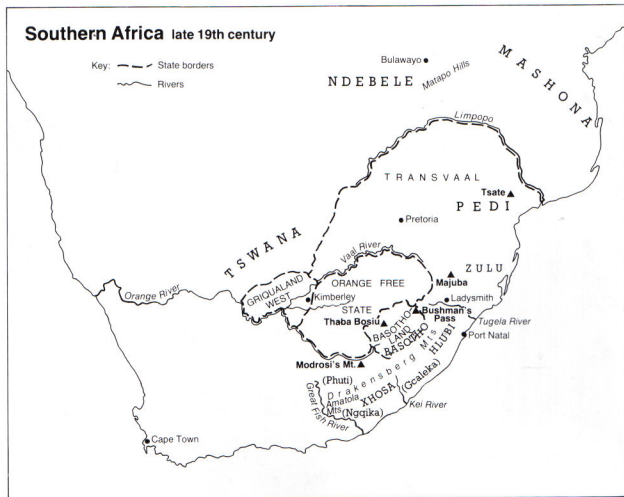 Southern Africa late 19th century
Key: State borders
Rivers
Bulawayo
NDEBELE
Matapo Hills
MASHONA
Limpopo
TRANSVAAL
Tsate
PEDI
Pretoria
TSWANA
Vaal River
ZULU
Majuba
GRIQUALAND
WEST
Orange River
ORANGE FREE
STATE
Kimberley
Ladysmith
Bushman's
Pass
Thaba Bosiu
BASOTHO-
LAND
BASOTHO
Tugela River
Port Natal
HLUBI
Modrosi's Mt.
(Phuti)
Drakensberg Mts
Amatola
Mts
XHOSA
(Gcaleka)
(Ngqika)
Great Fish River
Kei River
Cape Town